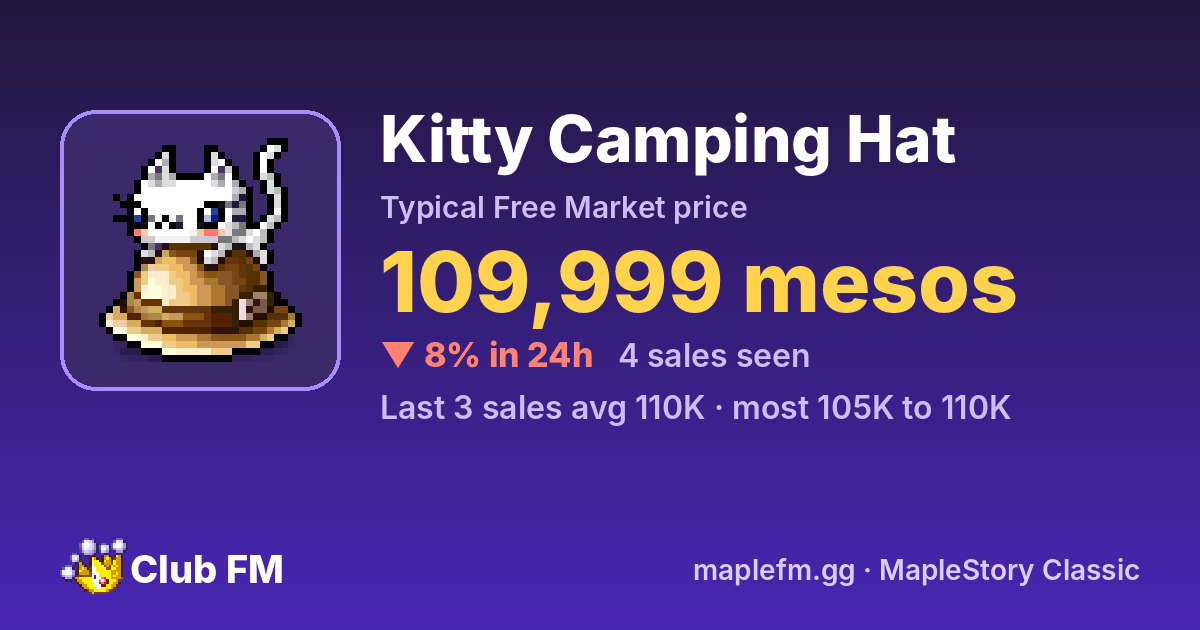 Kitty Camping Hat
Typical Free Market price
109,999 mesos
▼ 8% in 24h 4 sales seen
Last 3 sales avg 110K · most 105K to 110K
Club FM
maplefm.gg · MapleStory Classic